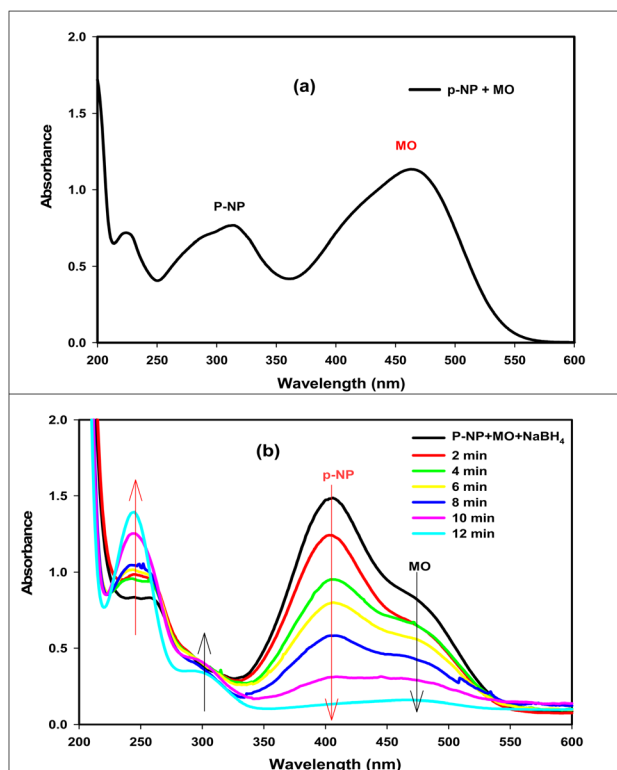 2.0
(a)
p-NP + MO
1.5
MO
P-NP
1.0
0.5
0.0
Absorbance
200 250 300 350 400 450 500 550 600
Wavelength (nm)
2.0
(b)
P-NP+MO+NaBH4
2 min
4 min
6 min
8 min
10 min
12 min
p-NP
1.5
MO
1.0
0.5
0.0
Absorbance
200 250 300 350 400 450 500 550 600
Wavelength (nm)